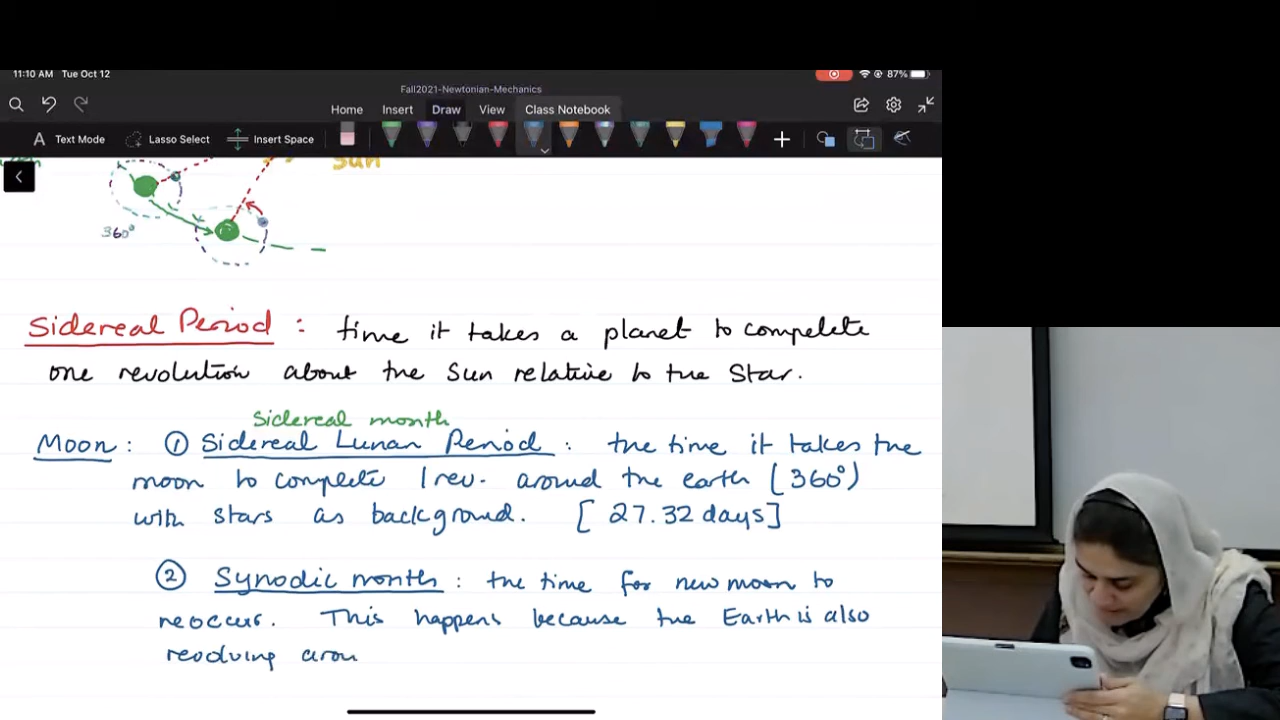 11:10 AM Tue Oct 12
87%
Fall2021-Newtonian-Mechanics
Home Insert Draw View Class Notebook
Text Mode Lasso Select Insert Space
Sun
360°
Sidereal Period : time it takes a planet to complete
one revolution about the Sun relative to the Star.
Sidereal month
Moon : ① Sidereal Lunar Period : the time it takes the
moon to complete 1 rev. around the earth (360°)
with stars as background. [27.32 days]
② Synodic month : the time for new moon to
reoccur. This happens because the Earth is also
revolving arou